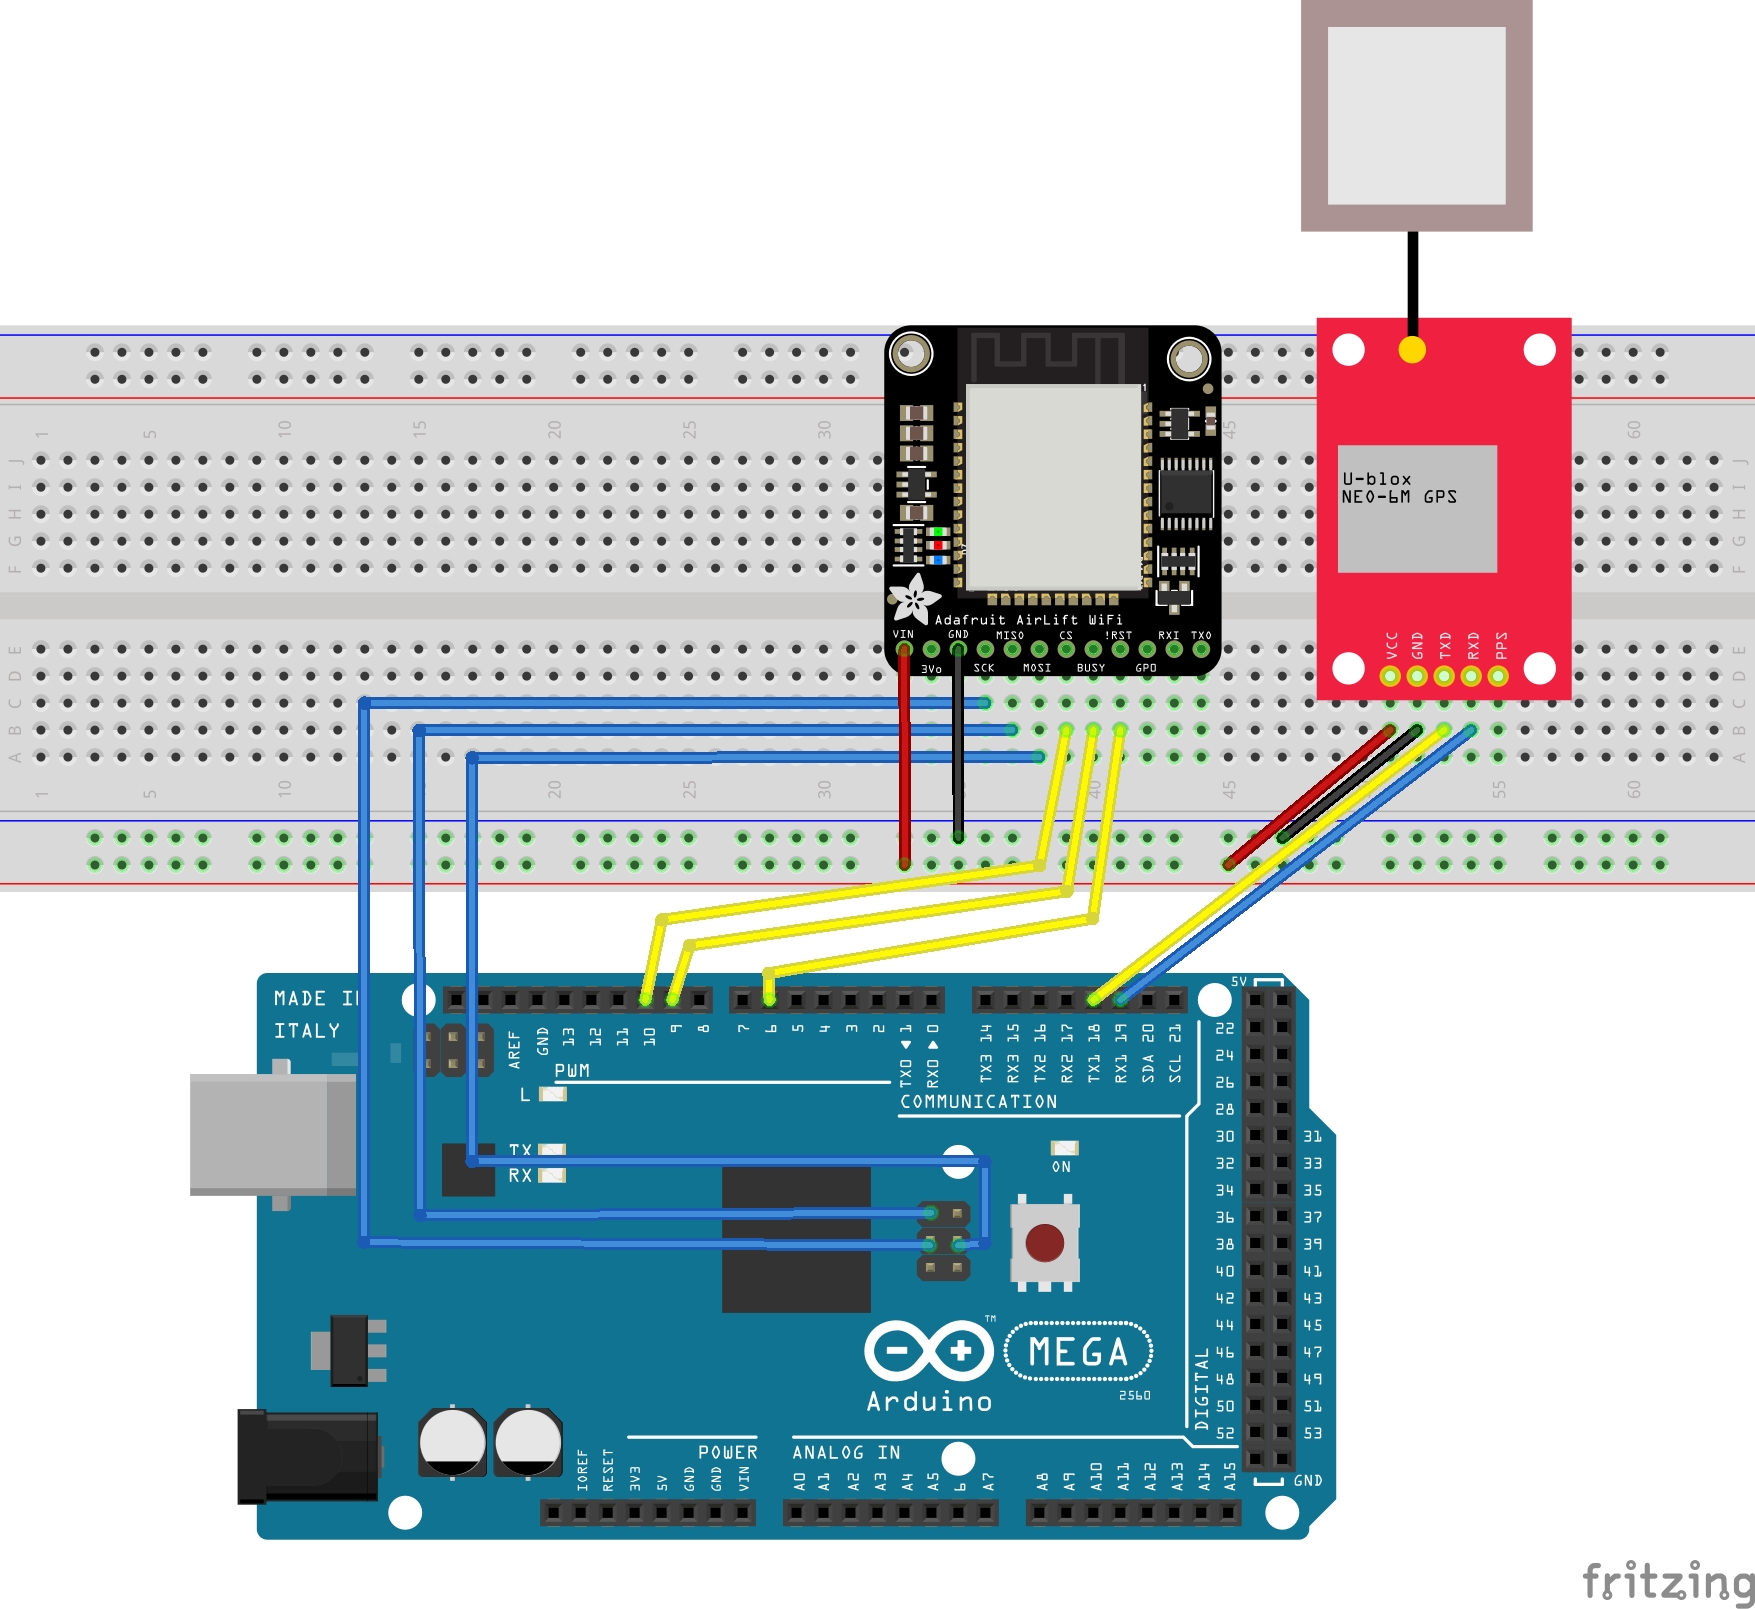 1 5 10 15 20 25 30 45 60
J J
I I
H H
G G
F F
U-blox
NEO-6M GPS
Adafruit AirLift WiFi
VIN GND MISO CS !RST RXI TXO
3Vo SCK MOSI BUSY GPO
VCC GND TXD RXD PPS
E E
D D
C C
B B
A A
1 5 10 15 20 25 30 40 45 55 60
MADE IN
ITALY
5V
AREF GND 13 12 11 10 9 8 7 6 5 4 3 2 TX0 ▶ 1 RX0 ◀ 0 TX3 14 RX3 15 TX2 16 RX2 17 TX1 18 RX1 19 SDA 20 SCL 21
PWM
L
COMMUNICATION
TX
RX
ON
22
24
26
28
30 31
32 33
34 35
36 37
38 39
40 41
42 43
44 45
46 47
48 49
50 51
52 53
DIGITAL
GND
TM
MEGA
2560
Arduino
POWER
ANALOG IN
IOREF RESET 3V3 5V GND GND VIN A0 A1 A2 A3 A4 A5 6 A7 A8 A9 A10 A11 A12 A13 A14 A15
fritzing